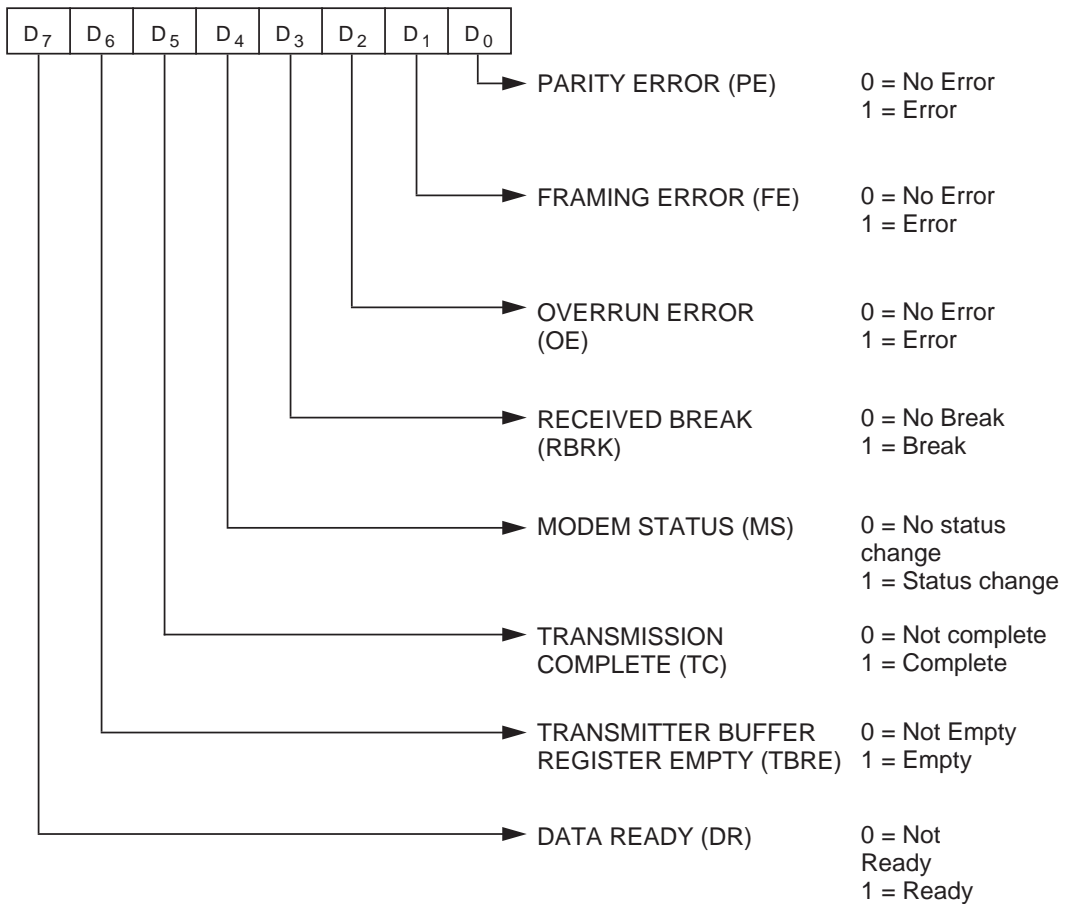 D7 D6 D5 D4 D3 D2 D1 D0
PARITY ERROR (PE) 0 = No Error
1 = Error
FRAMING ERROR (FE) 0 = No Error
1 = Error
OVERRUN ERROR 0 = No Error
(OE) 1 = Error
RECEIVED BREAK 0 = No Break
(RBRK) 1 = Break
MODEM STATUS (MS) 0 = No status
change
1 = Status change
TRANSMISSION 0 = Not complete
COMPLETE (TC) 1 = Complete
TRANSMITTER BUFFER 0 = Not Empty
REGISTER EMPTY (TBRE) 1 = Empty
DATA READY (DR) 0 = Not
Ready
1 = Ready